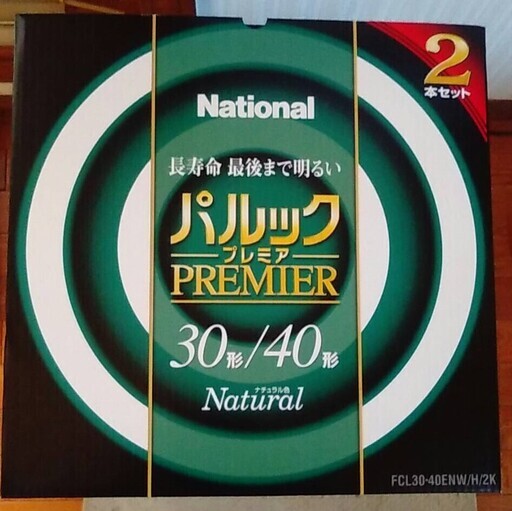 2
本セット
National
長寿命 最後まで明るい
パルック
プレミア
PREMIER
30形/40形
ナチュラル色
Natural
FCL30·40ENW/H/2K